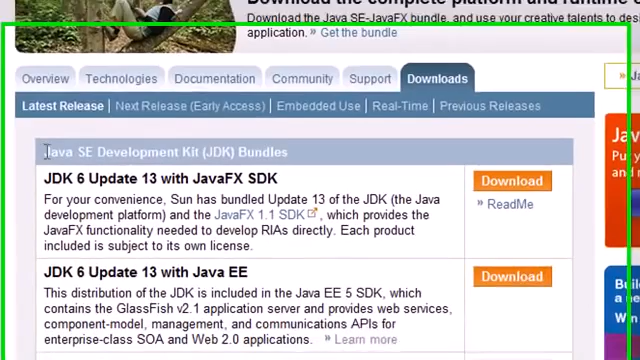 Download the complete platform and runtime
Download the Java SE-JavaFX bundle, and use your creative talents to
application. » Get the bundle
Overview
Technologies
Documentation
Community
Support
Downloads
Latest Release | Next Release (Early Access) | Embedded Use | Real-Time | Previous Releases
Java SE Development Kit (JDK) Bundles
JDK 6 Update 13 with JavaFX SDK
Download
For your convenience, Sun has bundled Update 13 of the JDK (the Java
» ReadMe
development platform) and the JavaFX 1.1 SDK , which provides the
JavaFX functionality needed to develop RIAs directly. Each product
included is subject to its own license.
JDK 6 Update 13 with Java EE
Download
This distribution of the JDK is included in the Java EE 5 SDK, which
contains the GlassFish v2.1 application server and provides web services,
component-model, management, and communications APIs for
enterprise-class SOA and Web 2.0 applications. » Learn more